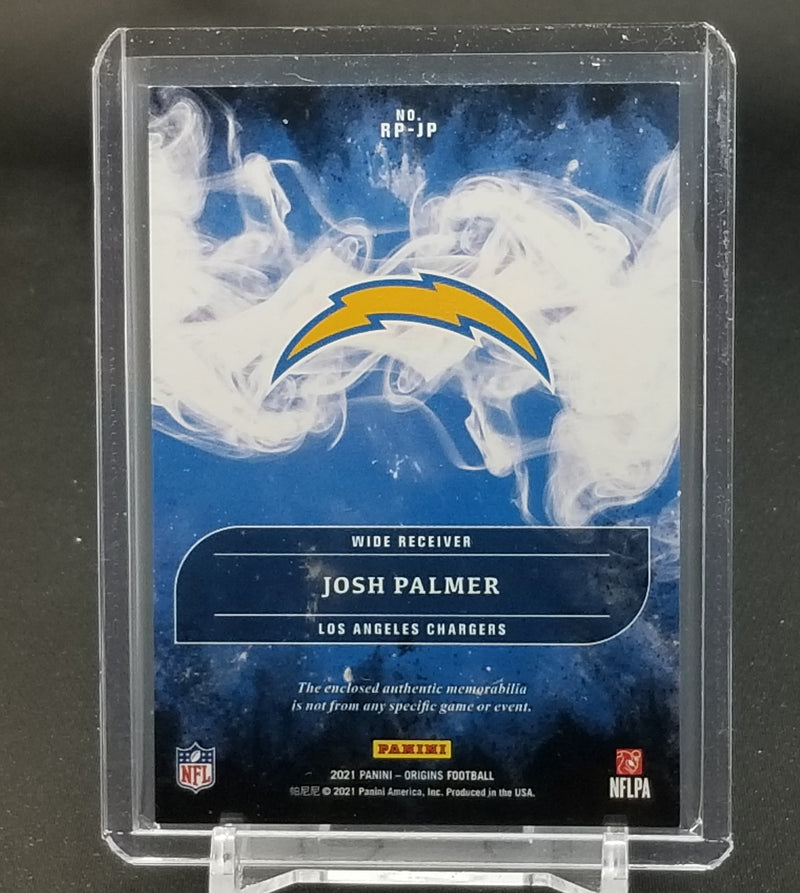 NO.
RP-JP
WIDE RECEIVER
JOSH PALMER
LOS ANGELES CHARGERS
The enclosed authentic memorabilia
is not from any specific game or event.
PANINI
NFL
2021 PANINI – ORIGINS FOOTBALL
帕尼尼 © 2021 Panini America, Inc. Produced in the USA.
NFLPA